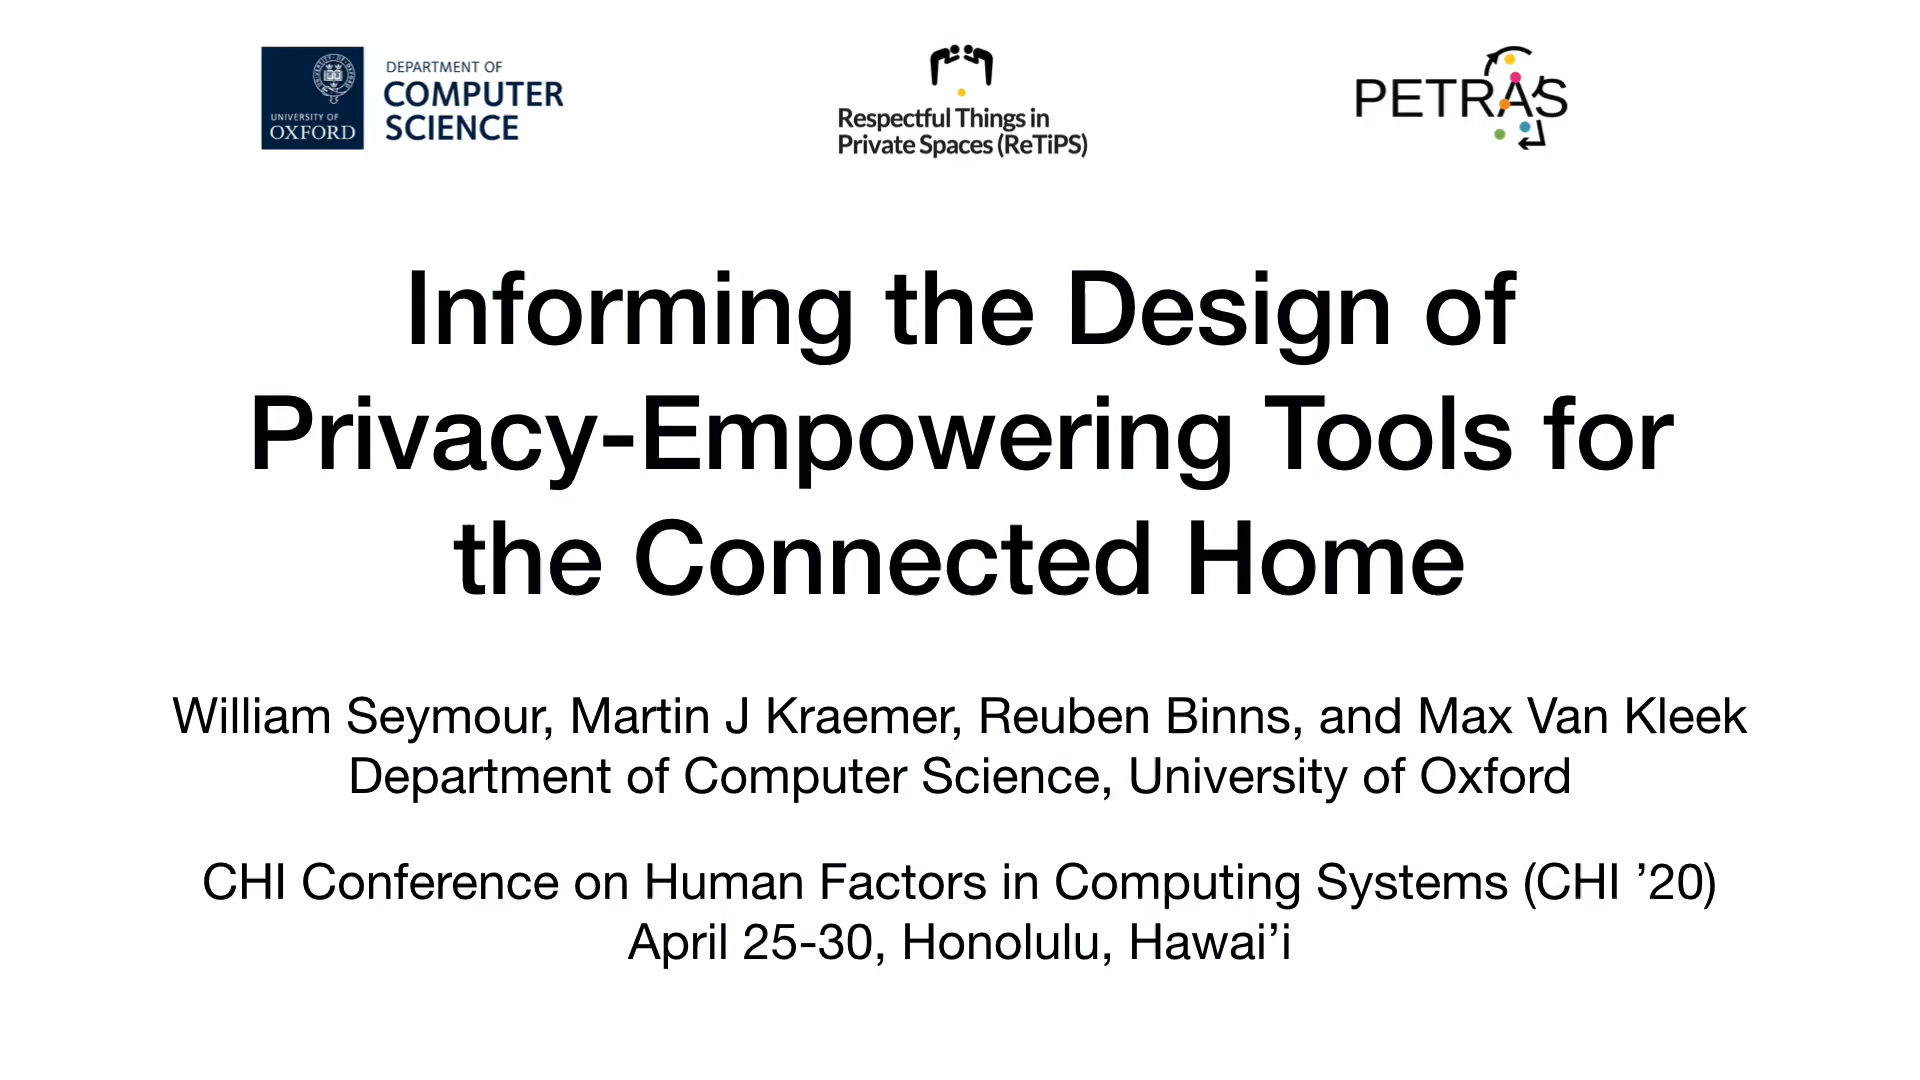 UNIVERSITY OF
OXFORD
DEPARTMENT OF
COMPUTER
SCIENCE
Respectful Things in
Private Spaces (ReTiPS)
PETRAS
Informing the Design of
Privacy-Empowering Tools for
the Connected Home
William Seymour, Martin J Kraemer, Reuben Binns, and Max Van Kleek
Department of Computer Science, University of Oxford
CHI Conference on Human Factors in Computing Systems (CHI ’20)
April 25-30, Honolulu, Hawai’i